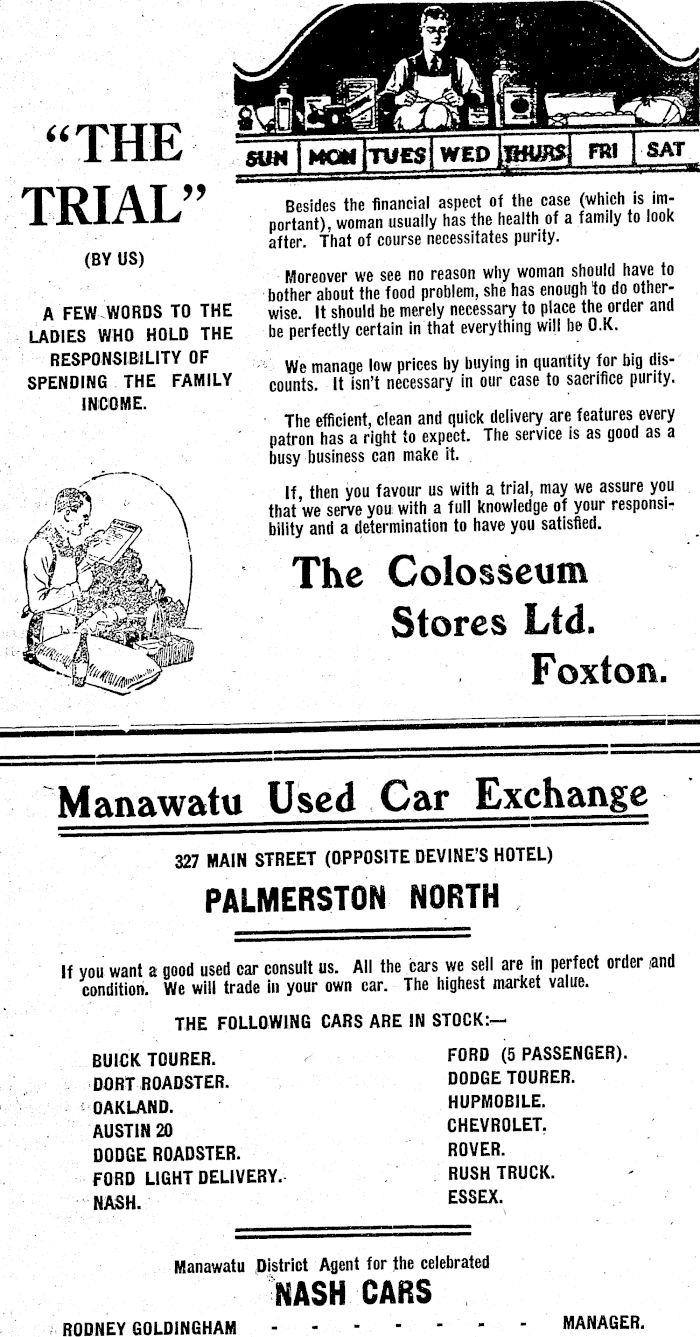 "THE
TRIAL"
(BY US)
A FEW WORDS TO THE
LADIES WHO HOLD THE
RESPONSIBILITY OF
SPENDING THE FAMILY
INCOME.
SUN MON TUES WED THURS FRI SAT
Besides the financial aspect of the case (which is im-
portant), woman usually has the health of a family to look
after. That of course necessitates purity.
Moreover we see no reason why woman should have to
bother about the food problem, she has enough to do other-
wise. It should be merely necessary to place the order and
be perfectly certain in that everything will be O.K.
We manage low prices by buying in quantity for big dis-
counts. It isn't necessary in our case to sacrifice purity.
The efficient, clean and quick delivery are features every
patron has a right to expect. The service is as good as a
busy business can make it.
If, then you favour us with a trial, may we assure you
that we serve you with a full knowledge of your responsi-
bility and a determination to have you satisfied.
The Colosseum
Stores Ltd.
Foxton.
Manawatu Used Car Exchange
327 MAIN STREET (OPPOSITE DEVINE'S HOTEL)
PALMERSTON NORTH
If you want a good used car consult us. All the cars we sell are in perfect order and
condition. We will trade in your own car. The highest market value.
THE FOLLOWING CARS ARE IN STOCK:—
BUICK TOURER.
DORT ROADSTER.
OAKLAND.
AUSTIN 20
DODGE ROADSTER.
FORD LIGHT DELIVERY.
NASH.
FORD (5 PASSENGER).
DODGE TOURER.
HUPMOBILE.
CHEVROLET.
ROVER.
RUSH TRUCK.
ESSEX.
Manawatu District Agent for the celebrated
NASH CARS
RODNEY GOLDINGHAM - - - - - - - MANAGER.